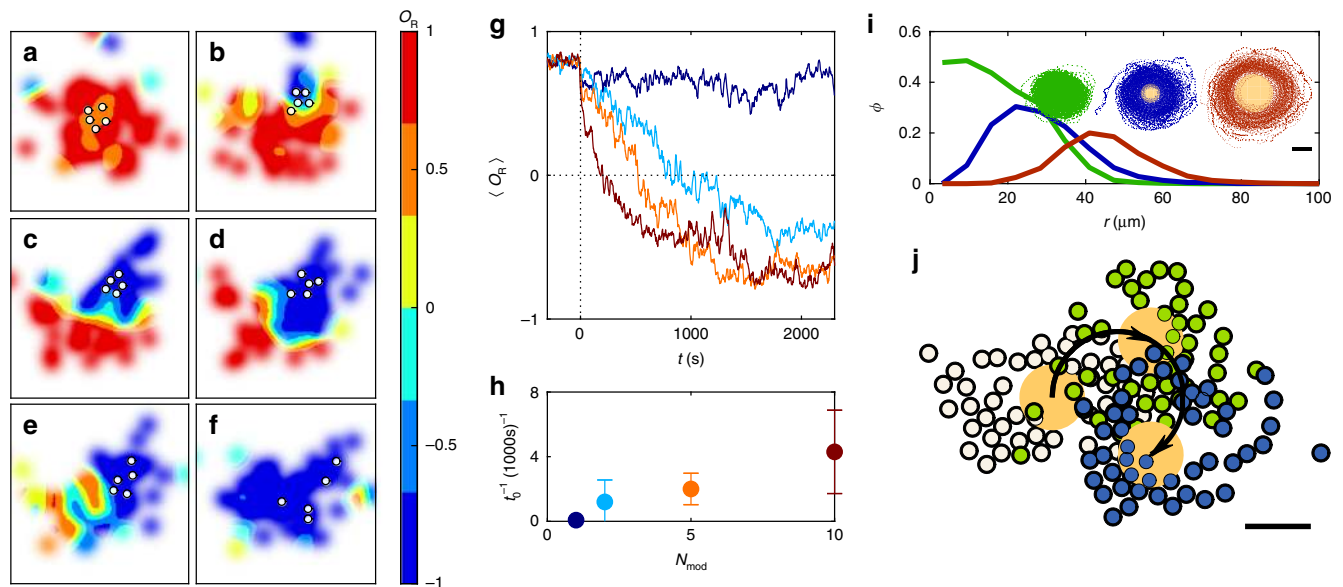 a
b
c
d
e
f
O_R
1
0.5
0
−0.5
−1
g
⟨ O_R ⟩
1
0
−1
0
1000
2000
t (s)
h
t_0^−1 (1000s)^−1
8
4
0
0
5
10
N_mod
i
ϕ
0.6
0.4
0.2
0
0
20
40
60
80
100
r (μm)
j